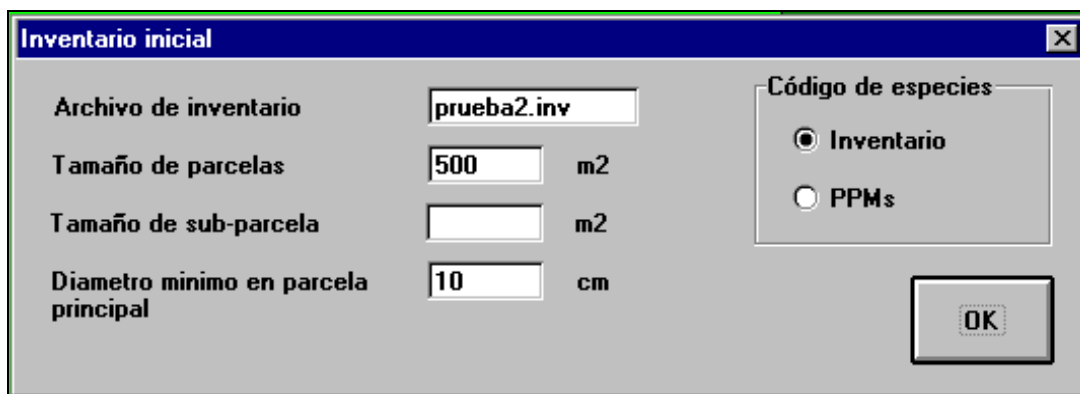 Inventario inicial
Archivo de inventario prueba2.inv
Tamaño de parcelas 500 m2
Tamaño de sub-parcela m2
Diametro minimo en parcela 10 cm
principal
Código de especies
Inventario
PPMs
OK